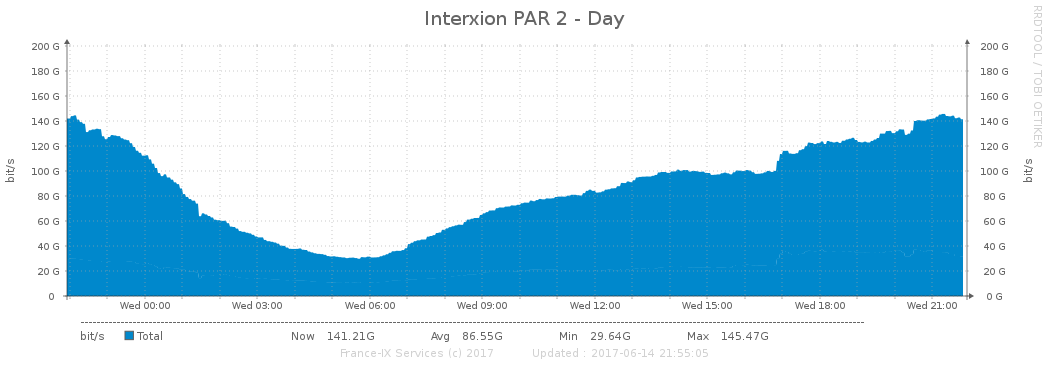 Interxion PAR 2 - Day
RRDTOOL / TOBI OETIKER
bit/s
200 G
180 G
160 G
140 G
120 G
100 G
80 G
60 G
40 G
20 G
0
200 G
180 G
160 G
140 G
120 G
100 G
80 G
60 G
40 G
20 G
0 G
bit/s
Wed 00:00 Wed 03:00 Wed 06:00 Wed 09:00 Wed 12:00 Wed 15:00 Wed 18:00 Wed 21:00
bit/s Total Now 141.21G Avg 86.55G Min 29.64G Max 145.47G
France-IX Services (c) 2017 Updated : 2017-06-14 21:55:05